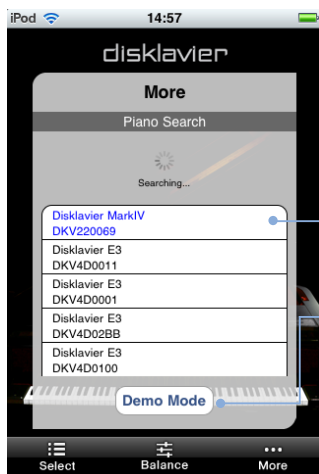 iPod 14:57
disklavier
More
Piano Search
Searching...
Disklavier MarkIV
DKV220069
Disklavier E3
DKV4D0011
Disklavier E3
DKV4D0001
Disklavier E3
DKV4D02BB
Disklavier E3
DKV4D0100
Demo Mode
Select Balance More